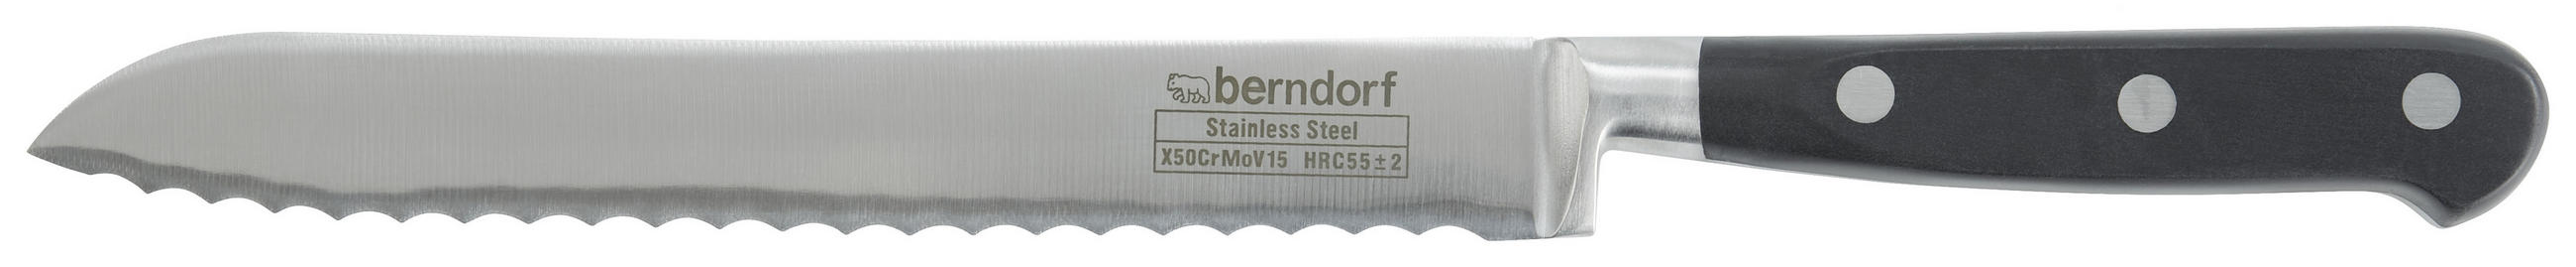 berndorf
Stainless Steel
X50CrMoV15 HRC55±2